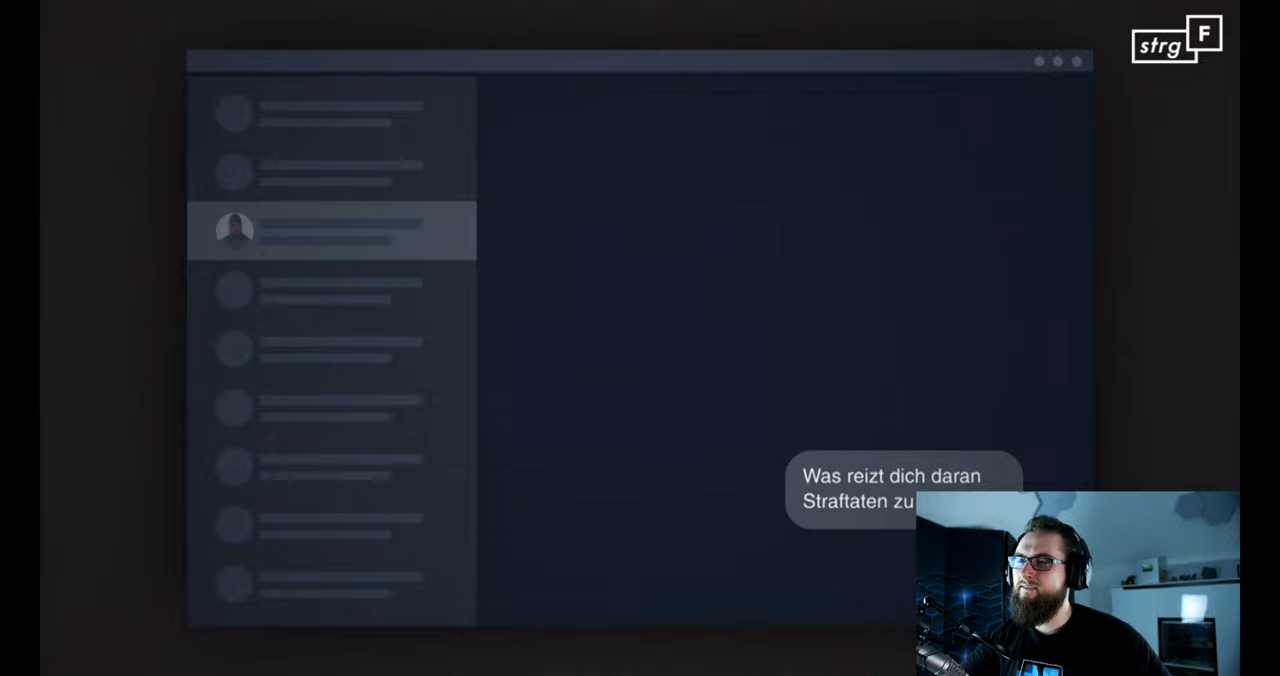 strg F
Was reizt dich daran
Straftaten zu